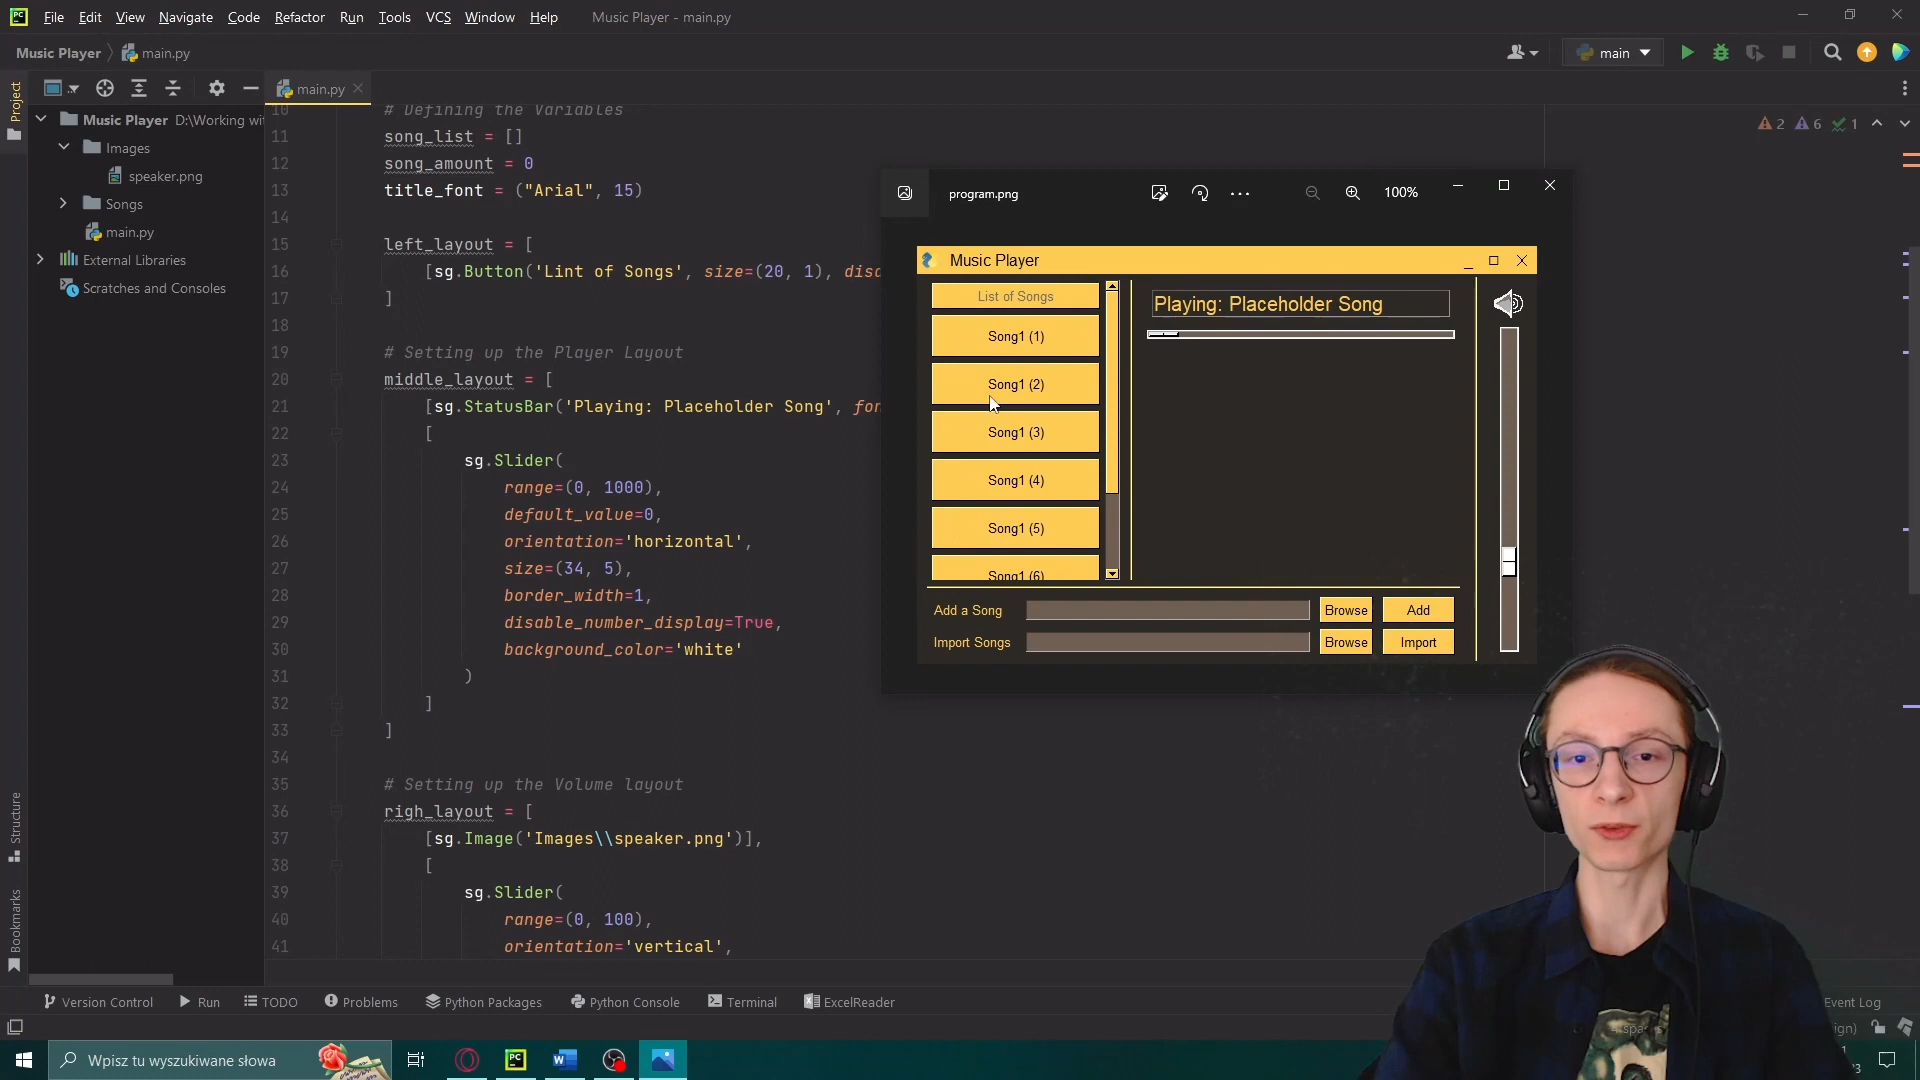 PC
File Edit View Navigate Code Refactor Run Tools VCS Window Help Music Player - main.py
Music Player main.py
main
Project
main.py
2 6 1
Music Player D:\Working wi
Images
speaker.png
Songs
main.py
External Libraries
Scratches and Consoles
10 # Defining the Variables
11 song_list = []
12 song_amount = 0
13 title_font = ("Arial", 15)
14
15 left_layout = [
16 [sg.Button('Lint of Songs', size=(20, 1), disa
17 ]
18
19 # Setting up the Player Layout
20 middle_layout = [
21 [sg.StatusBar('Playing: Placeholder Song', fon
22 [
23 sg.Slider(
24 range=(0, 1000),
25 default_value=0,
26 orientation='horizontal',
27 size=(34, 5),
28 border_width=1,
29 disable_number_display=True,
30 background_color='white'
31 )
32 ]
33 ]
34
35 # Setting up the Volume layout
36 righ_layout = [
37 [sg.Image('Images\\speaker.png')],
38 [
39 sg.Slider(
40 range=(0, 100),
41 orientation='vertical',
program.png 100%
Music Player
List of Songs
Song1 (1)
Song1 (2)
Song1 (3)
Song1 (4)
Song1 (5)
Song1 (6)
Playing: Placeholder Song
Add a Song Browse Add
Import Songs Browse Import
Structure
Bookmarks
Version Control Run TODO Problems Python Packages Python Console Terminal ExcelReader Event Log
Wpisz tu wyszukiwane słowa
PC